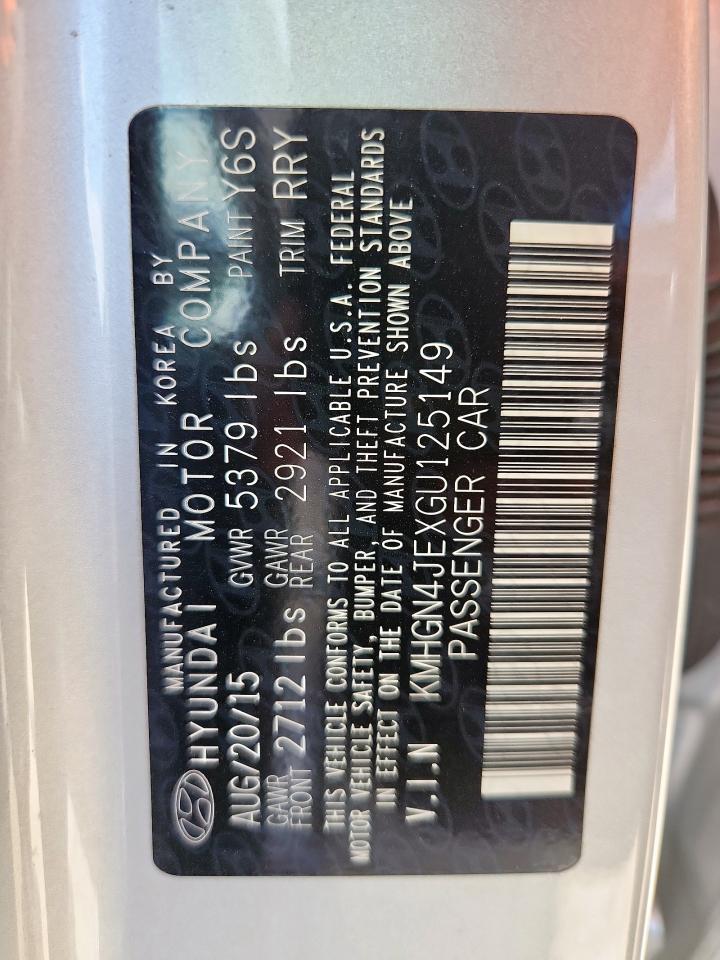 MANUFACTURED IN KOREA BY
HYUNDAI MOTOR COMPANY
AUG/20/15 GVWR 5379 lbs PAINT Y6S
GAWR FRONT 2712 lbs GAWR REAR 2921 lbs TRIM RRY
THIS VEHICLE CONFORMS TO ALL APPLICABLE U.S.A. FEDERAL
MOTOR VEHICLE SAFETY, BUMPER, AND THEFT PREVENTION STANDARDS
IN EFFECT ON THE DATE OF MANUFACTURE SHOWN ABOVE
V.I.N KMHGN4JEXGU125149
PASSENGER CAR